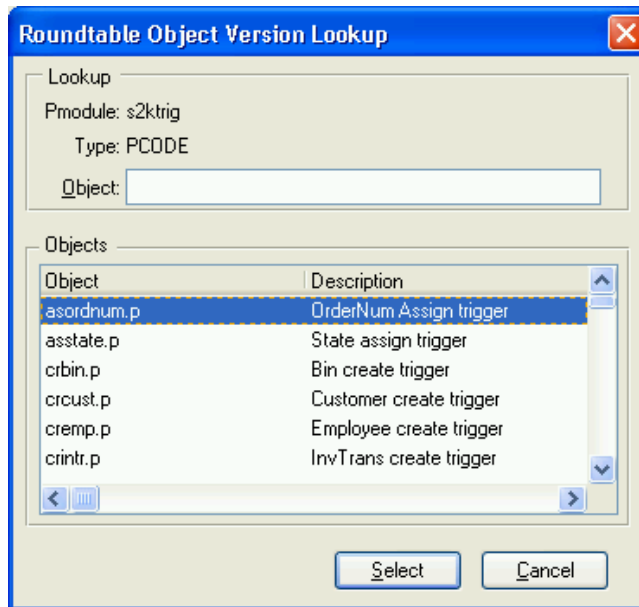 Roundtable Object Version Lookup
Lookup
Pmodule: s2ktrig
Type: PCODE
Object:
Objects
Object Description
asordnum.p OrderNum Assign trigger
asstate.p State assign trigger
crbin.p Bin create trigger
crcust.p Customer create trigger
cremp.p Employee create trigger
crintr.p InvTrans create trigger
Select Cancel